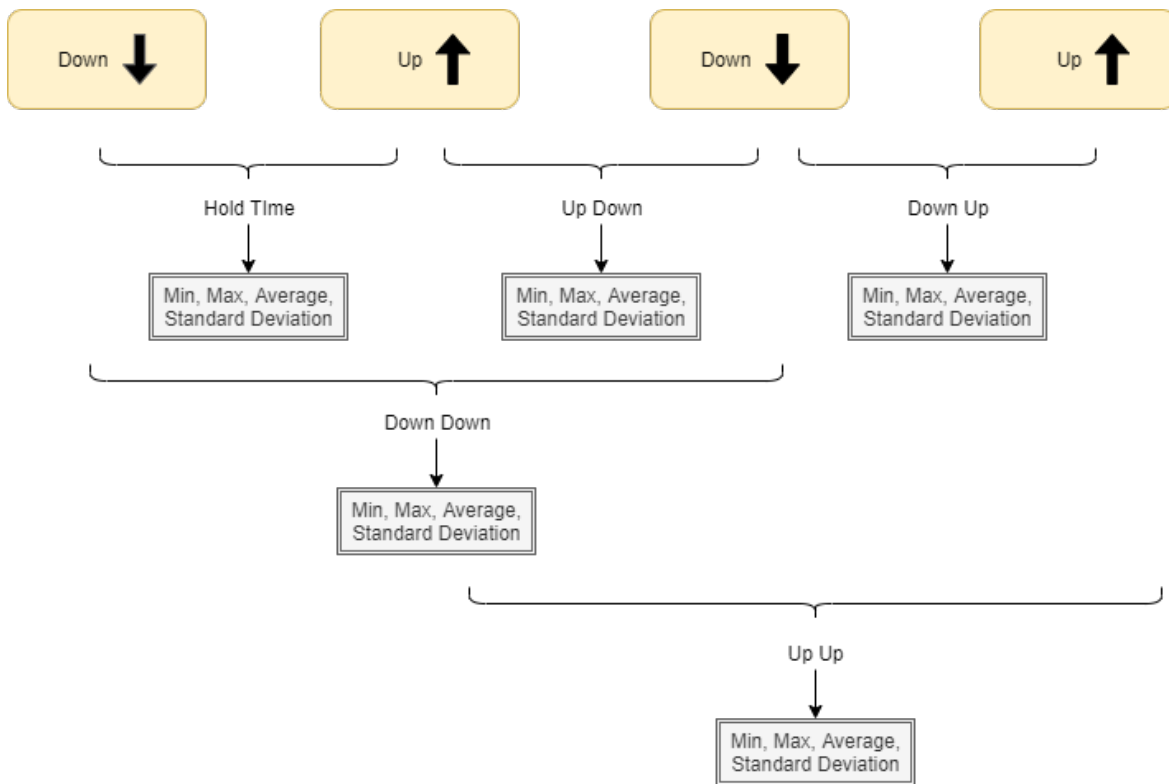 Down
Up
Down
Up
Hold TIme
Up Down
Down Up
Min, Max, Average,
Standard Deviation
Min, Max, Average,
Standard Deviation
Min, Max, Average,
Standard Deviation
Down Down
Min, Max, Average,
Standard Deviation
Up Up
Min, Max, Average,
Standard Deviation